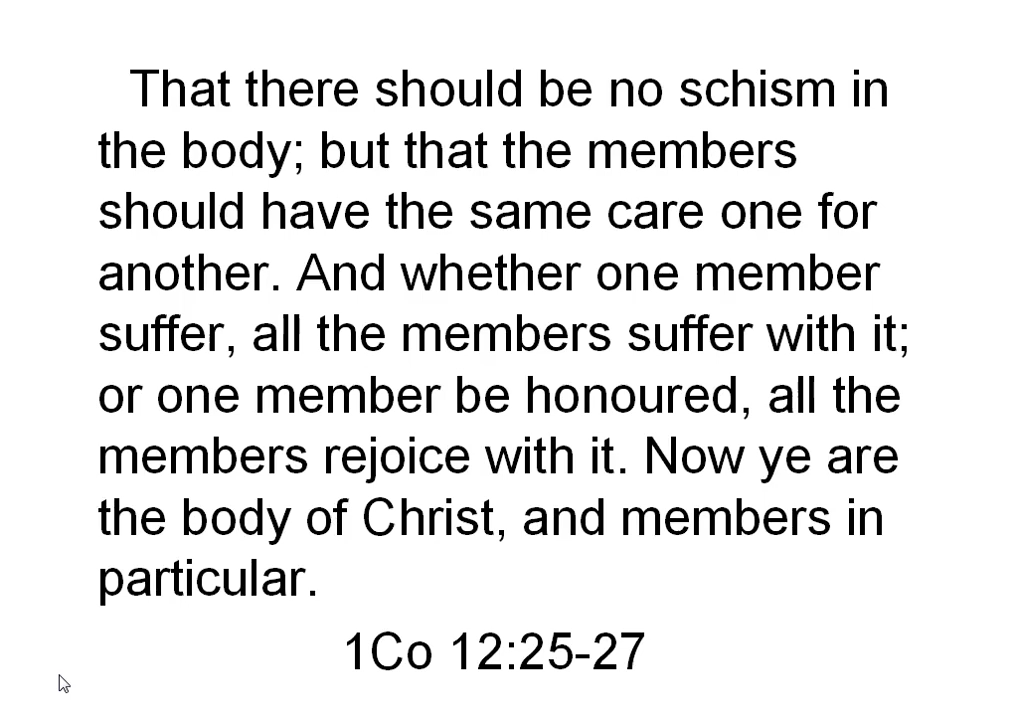 That there should be no schism in
the body; but that the members
should have the same care one for
another. And whether one member
suffer, all the members suffer with it;
or one member be honoured, all the
members rejoice with it. Now ye are
the body of Christ, and members in
particular.
1Co 12:25-27